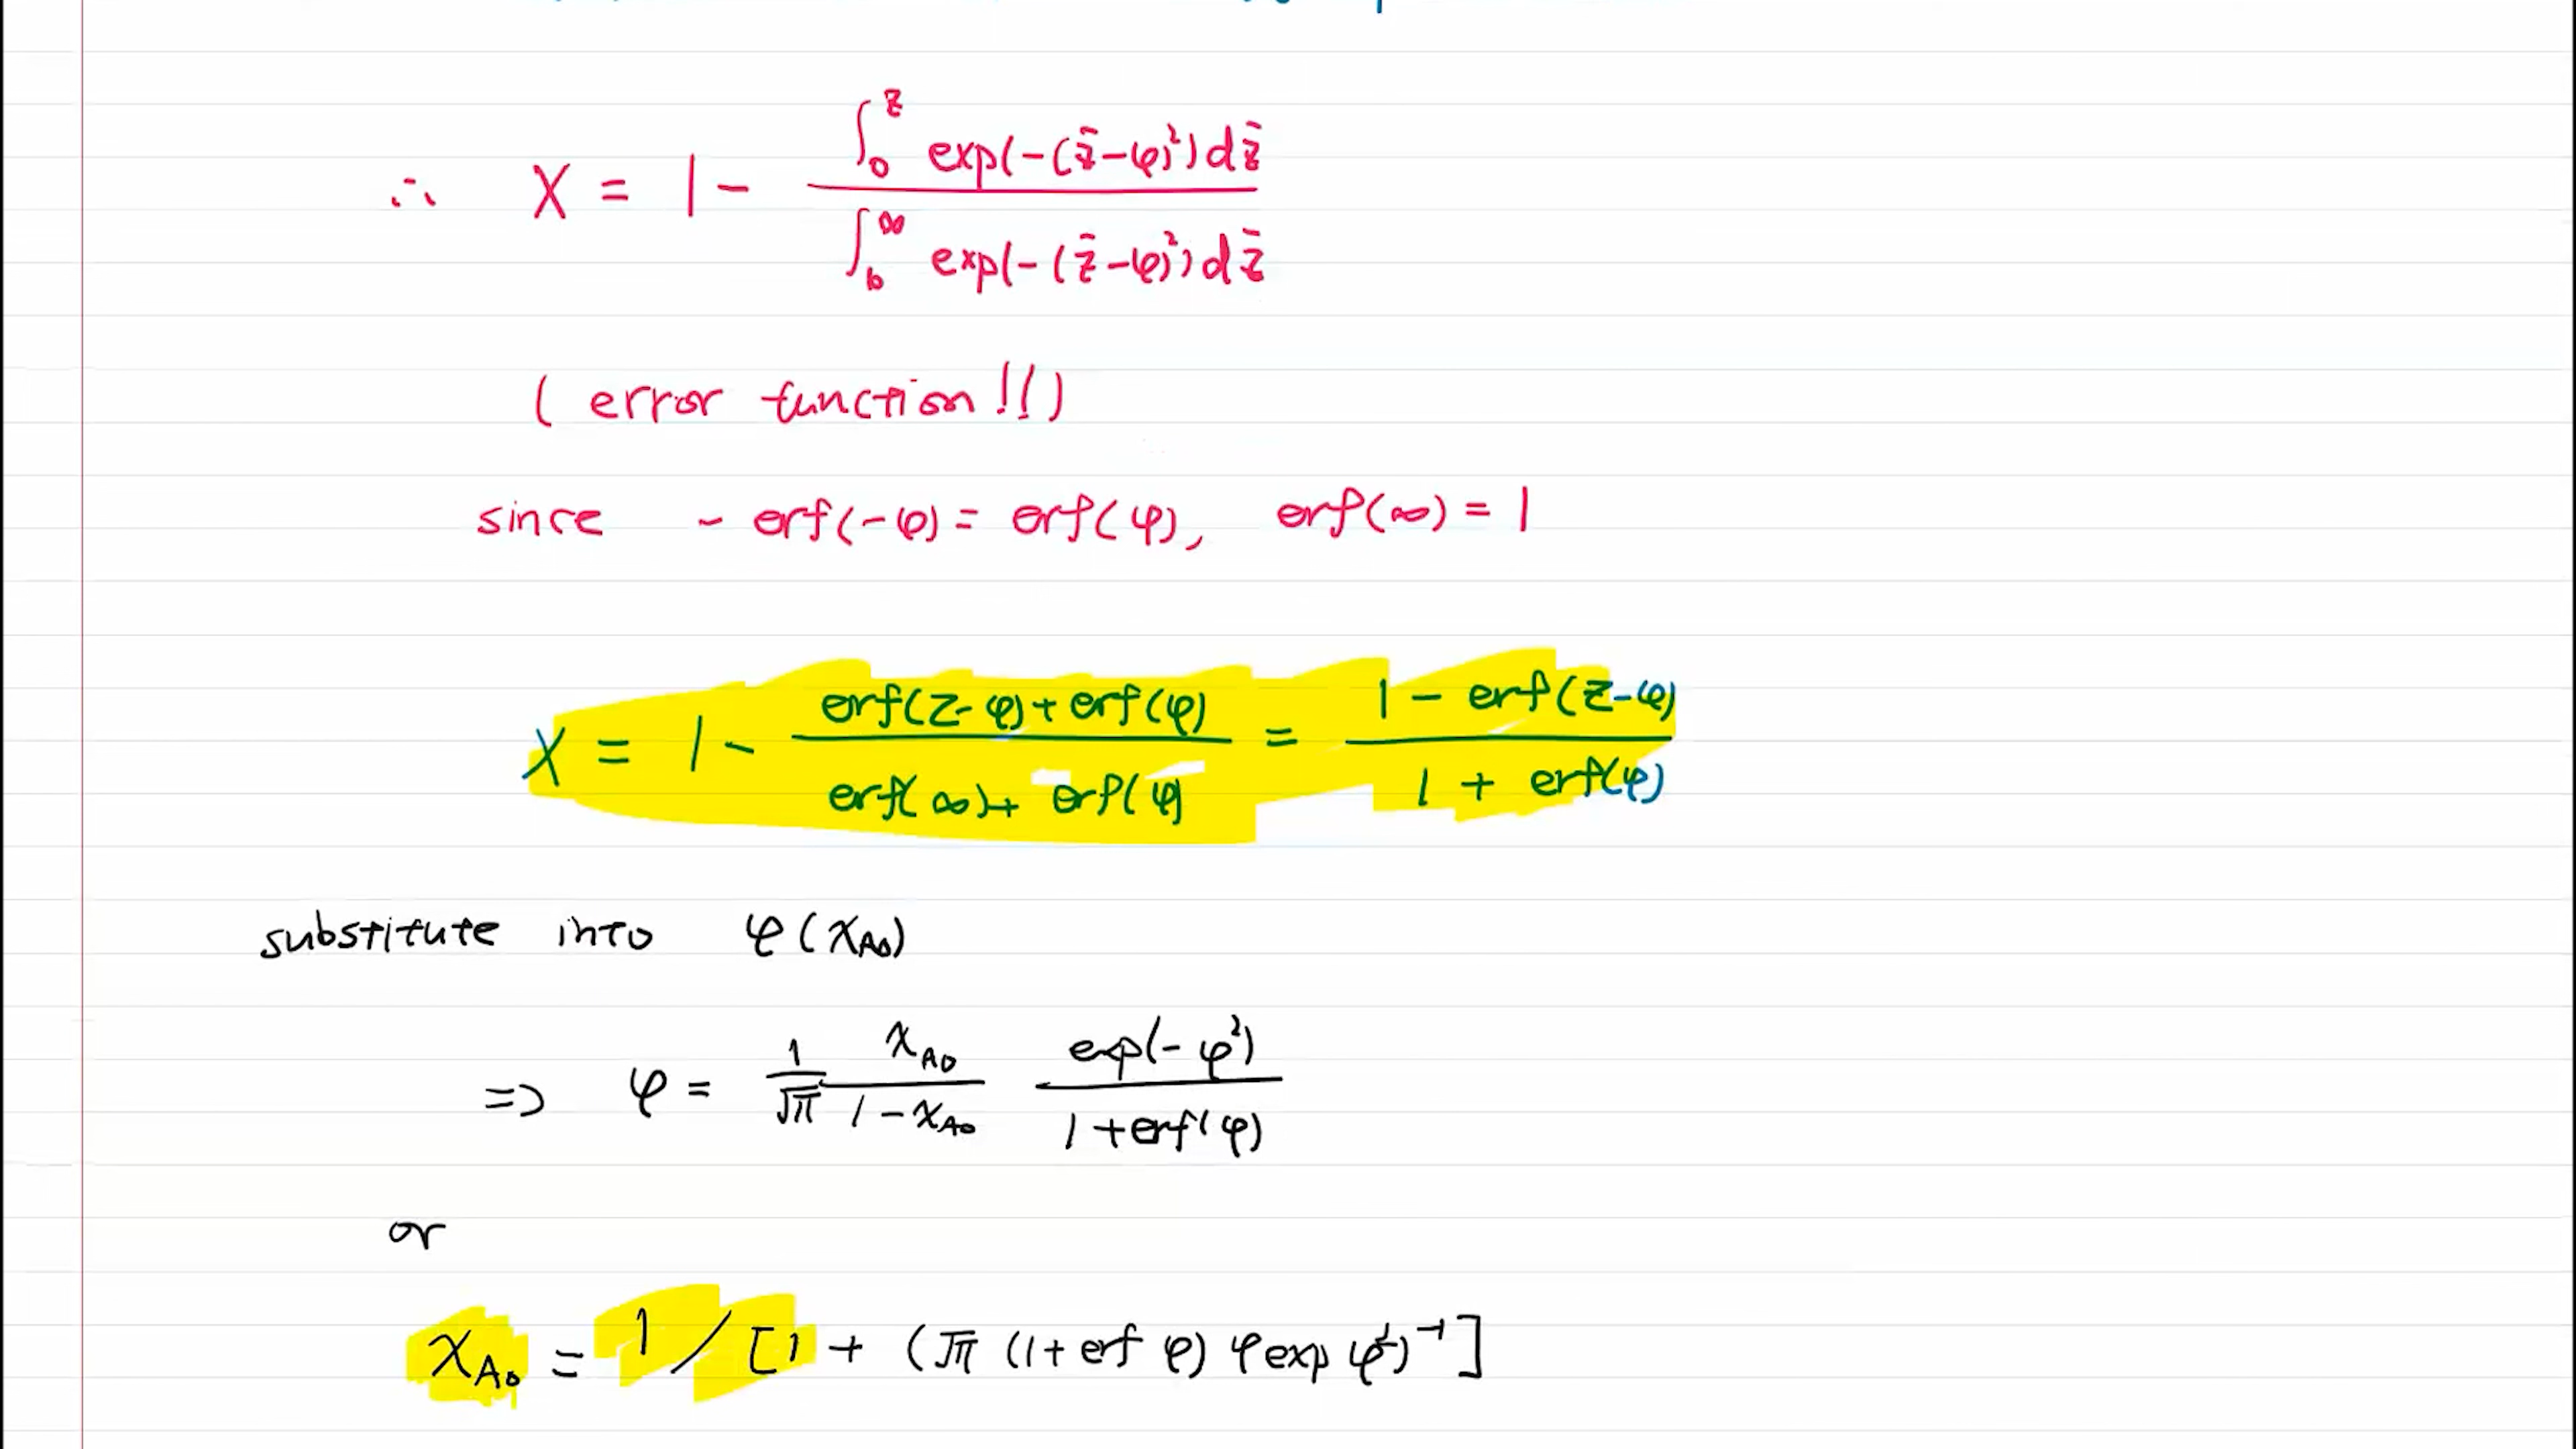 ∴ X = 1 - ∫₀^z exp(-(z̄-φ)²)dz̄ / ∫₀^∞ exp(-(z̄-φ)²)dz̄
( error function!!)
since - erf(-φ) = erf(φ), erf(∞) = 1
X = 1 - (erf(Z-φ)+erf(φ)) / (erf(∞)+ erf(φ)) = (1 - erf(Z-φ)) / (1 + erf(φ))
substitute into φ(x_A0)
=> φ = 1/√π x_A0/(1-x_A0) exp(-φ²)/(1+erf(φ))
or
x_A0 = 1 / [1 + (√π (1+erf φ) φ exp φ²)⁻¹]